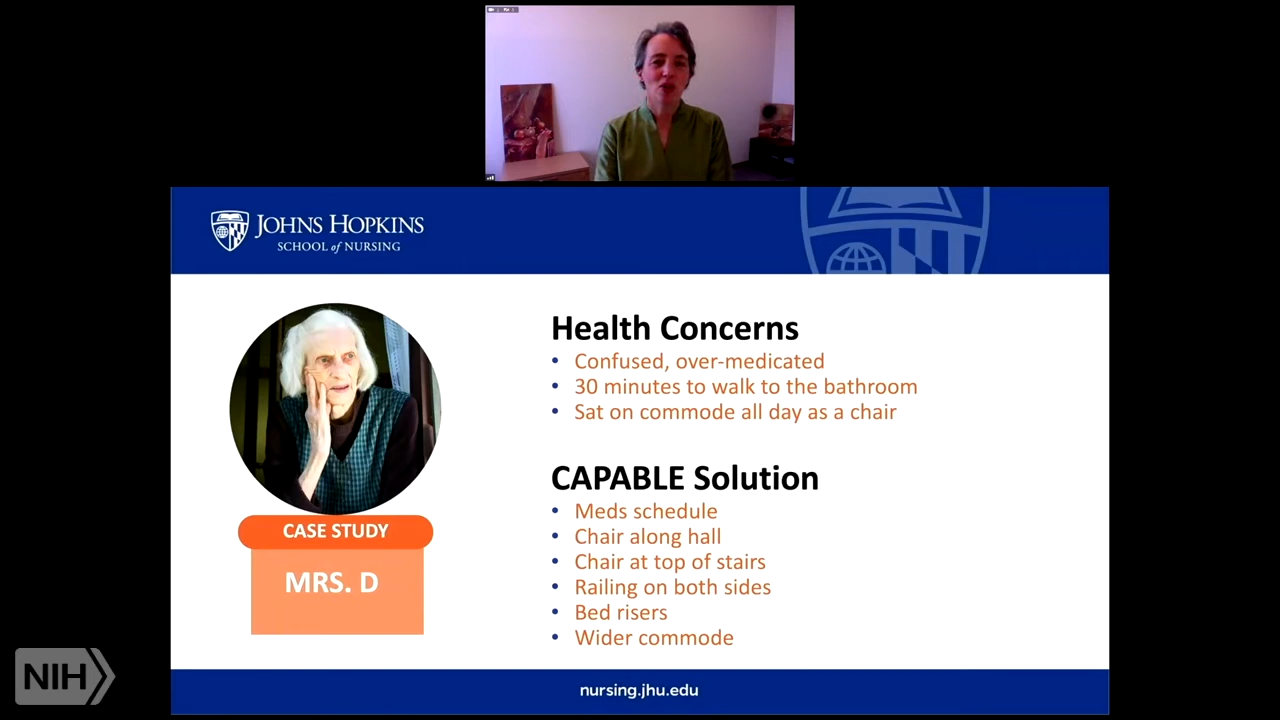 JOHNS HOPKINS
SCHOOL of NURSING
Health Concerns
• Confused, over-medicated
• 30 minutes to walk to the bathroom
• Sat on commode all day as a chair
CAPABLE Solution
• Meds schedule
• Chair along hall
• Chair at top of stairs
• Railing on both sides
• Bed risers
• Wider commode
CASE STUDY
MRS. D
NIH
nursing.jhu.edu